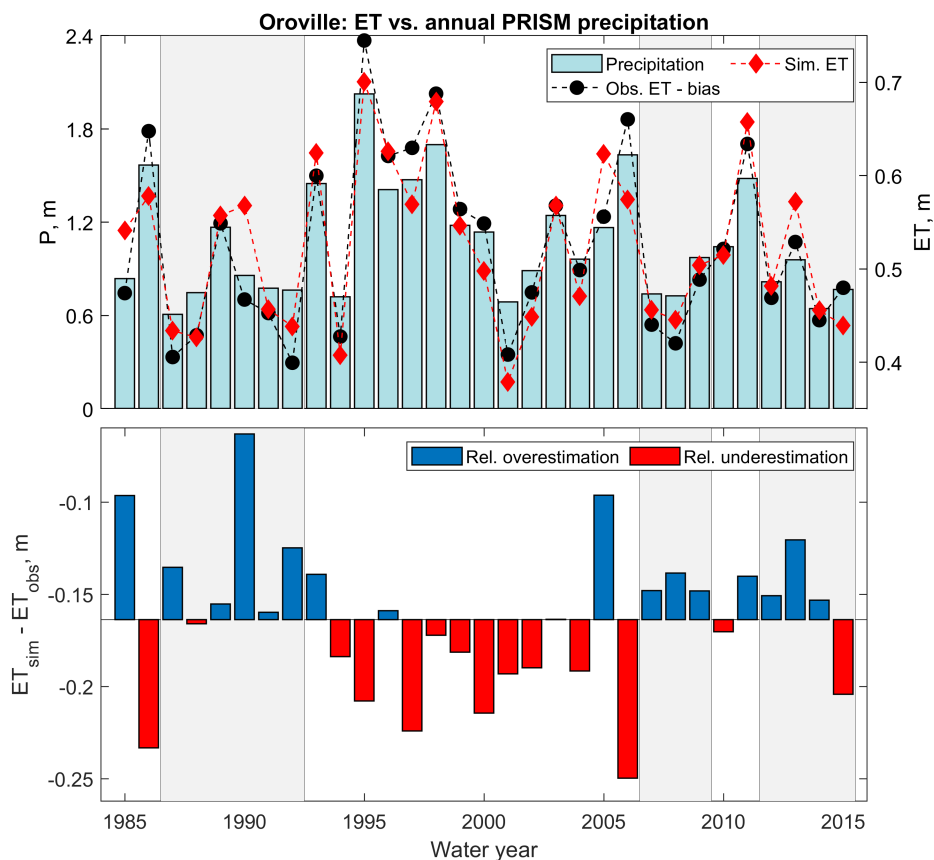 Oroville: ET vs. annual PRISM precipitation
2.4
1.8
1.2
0.6
0
P, m
Precipitation
Sim. ET
Obs. ET - bias
0.7
0.6
0.5
0.4
ET, m
Rel. overestimation
Rel. underestimation
-0.1
-0.15
-0.2
-0.25
ETsim - ETobs, m
1985 1990 1995 2000 2005 2010 2015
Water year